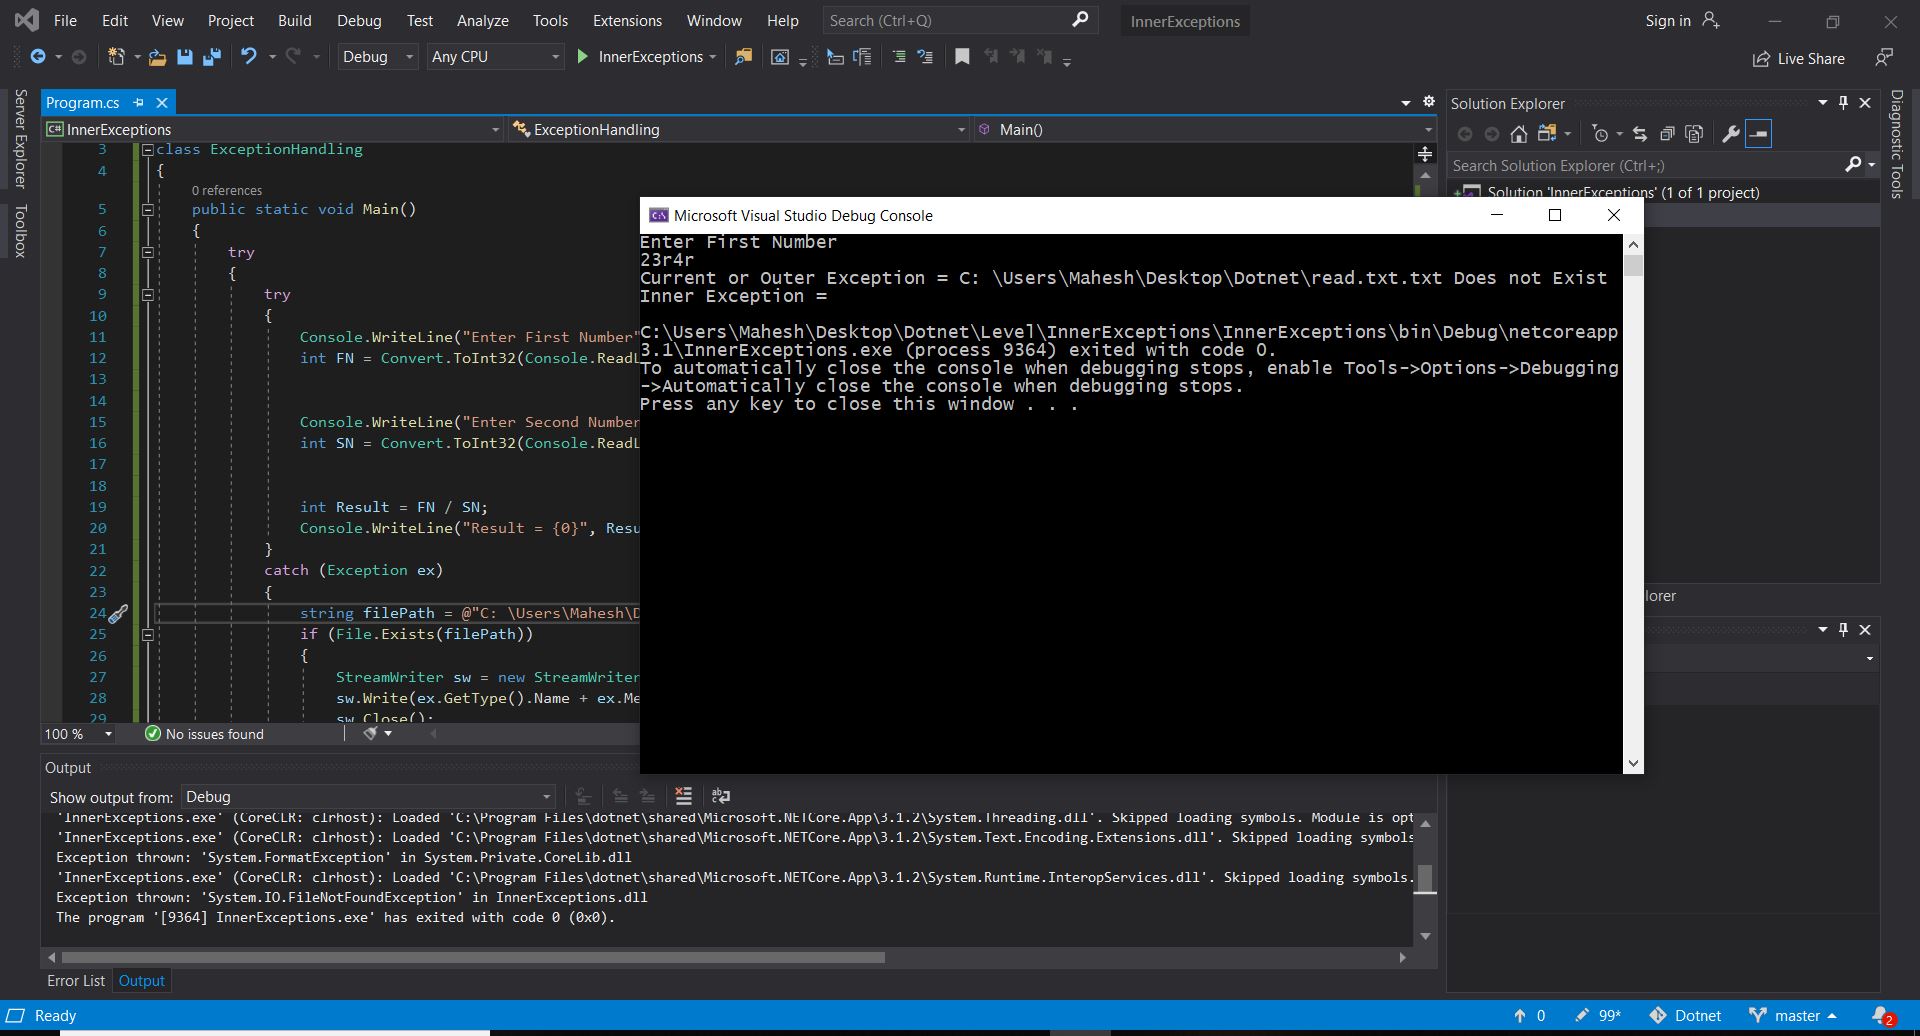 File Edit View Project Build Debug Test Analyze Tools Extensions Window Help Search (Ctrl+Q) InnerExceptions Sign in
Debug Any CPU InnerExceptions Live Share
Server Explorer
Toolbox
Program.cs
C# InnerExceptions ExceptionHandling Main()
3 class ExceptionHandling
4 {
0 references
5 public static void Main()
6 {
7 try
8 {
9 try
10 {
11 Console.WriteLine("Enter First Number"
12 int FN = Convert.ToInt32(Console.ReadL
13
14
15 Console.WriteLine("Enter Second Number
16 int SN = Convert.ToInt32(Console.ReadL
17
18
19 int Result = FN / SN;
20 Console.WriteLine("Result = {0}", Resu
21 }
22 catch (Exception ex)
23 {
24 string filePath = @"C: \Users\Mahesh\D
25 if (File.Exists(filePath))
26 {
27 StreamWriter sw = new StreamWriter
28 sw.Write(ex.GetType().Name + ex.Me
29 sw.Close();
100 % No issues found
Microsoft Visual Studio Debug Console
Enter First Number
23r4r
Current or Outer Exception = C: \Users\Mahesh\Desktop\Dotnet\read.txt.txt Does not Exist
Inner Exception =
C:\Users\Mahesh\Desktop\Dotnet\Level\InnerExceptions\InnerExceptions\bin\Debug\netcoreapp
3.1\InnerExceptions.exe (process 9364) exited with code 0.
To automatically close the console when debugging stops, enable Tools->Options->Debugging
->Automatically close the console when debugging stops.
Press any key to close this window . . .
Solution Explorer
Search Solution Explorer (Ctrl+;)
Solution 'InnerExceptions' (1 of 1 project)
lorer
Diagnostic Tools
Output
Show output from: Debug
'InnerExceptions.exe' (CoreCLR: clrhost): Loaded 'C:\Program Files\dotnet\shared\Microsoft.NETCore.App\3.1.2\System.Threading.dll'. Skipped loading symbols. Module is opt
'InnerExceptions.exe' (CoreCLR: clrhost): Loaded 'C:\Program Files\dotnet\shared\Microsoft.NETCore.App\3.1.2\System.Text.Encoding.Extensions.dll'. Skipped loading symbols
Exception thrown: 'System.FormatException' in System.Private.CoreLib.dll
'InnerExceptions.exe' (CoreCLR: clrhost): Loaded 'C:\Program Files\dotnet\shared\Microsoft.NETCore.App\3.1.2\System.Runtime.InteropServices.dll'. Skipped loading symbols.
Exception thrown: 'System.IO.FileNotFoundException' in InnerExceptions.dll
The program '[9364] InnerExceptions.exe' has exited with code 0 (0x0).
Error List Output
Ready 0 99* Dotnet master 2